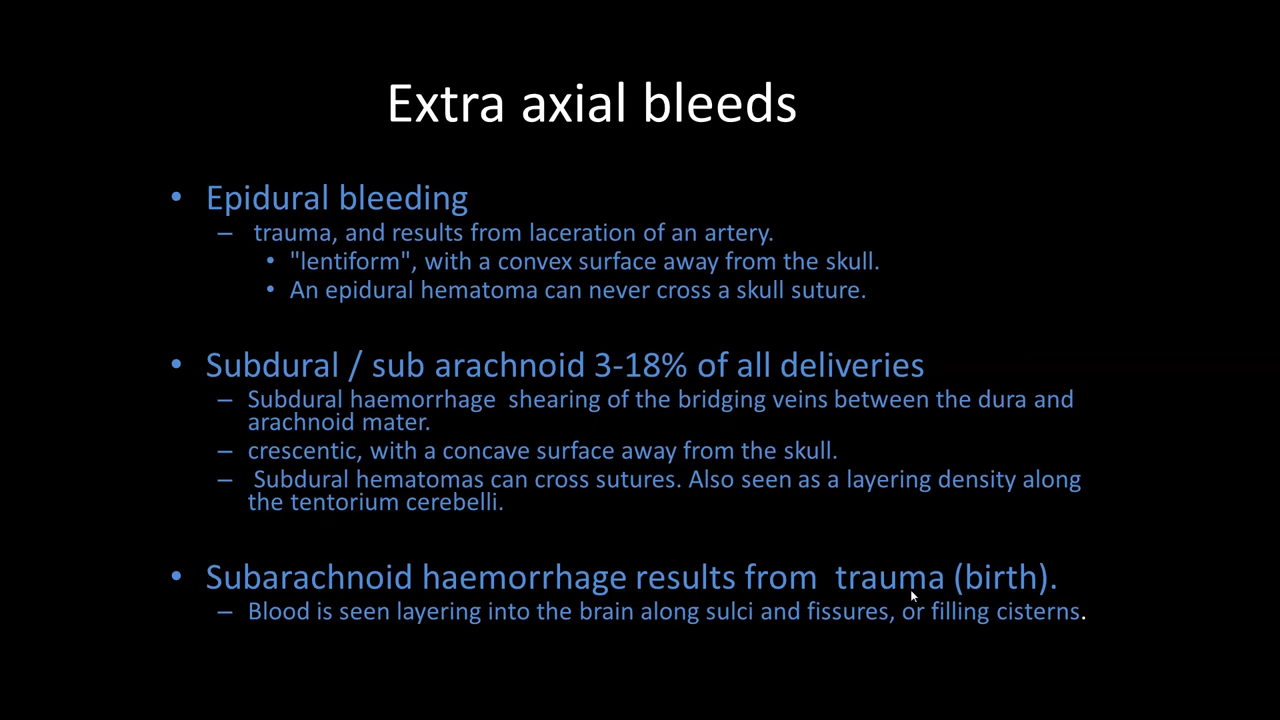 Extra axial bleeds
• Epidural bleeding
– trauma, and results from laceration of an artery.
• "lentiform", with a convex surface away from the skull.
• An epidural hematoma can never cross a skull suture.
• Subdural / sub arachnoid 3-18% of all deliveries
– Subdural haemorrhage  shearing of the bridging veins between the dura and
arachnoid mater.
– crescentic, with a concave surface away from the skull.
– Subdural hematomas can cross sutures. Also seen as a layering density along
the tentorium cerebelli.
• Subarachnoid haemorrhage results from  trauma (birth).
– Blood is seen layering into the brain along sulci and fissures, or filling cisterns.